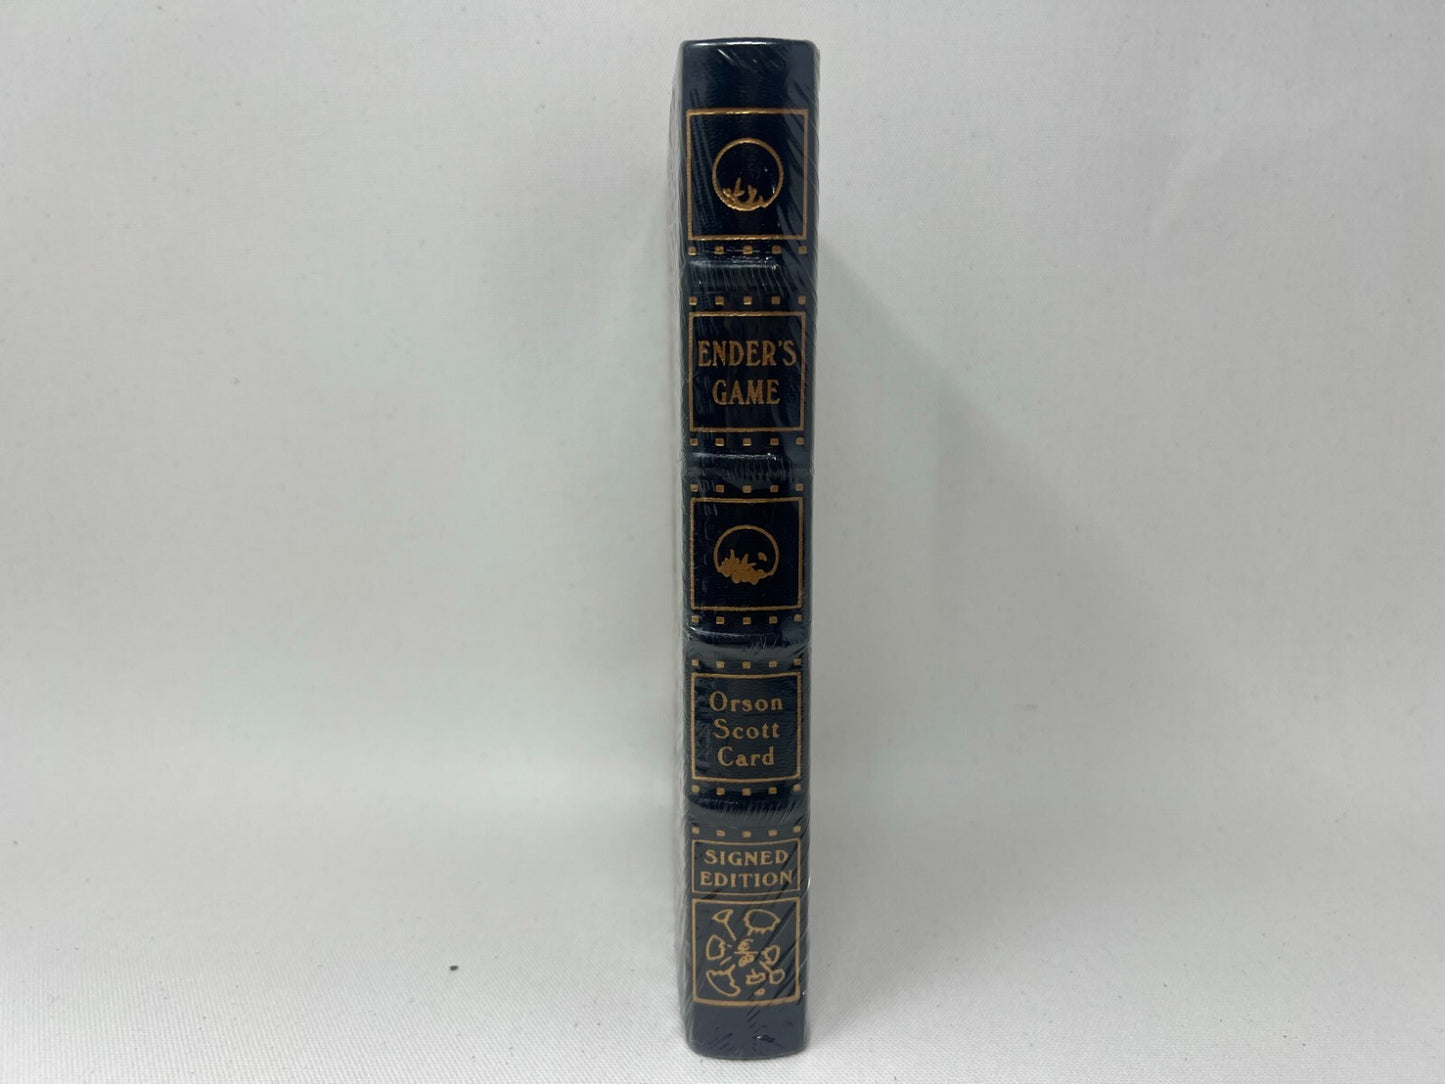 ENDER'S
GAME
Orson
Scott
Card
SIGNED
EDITION